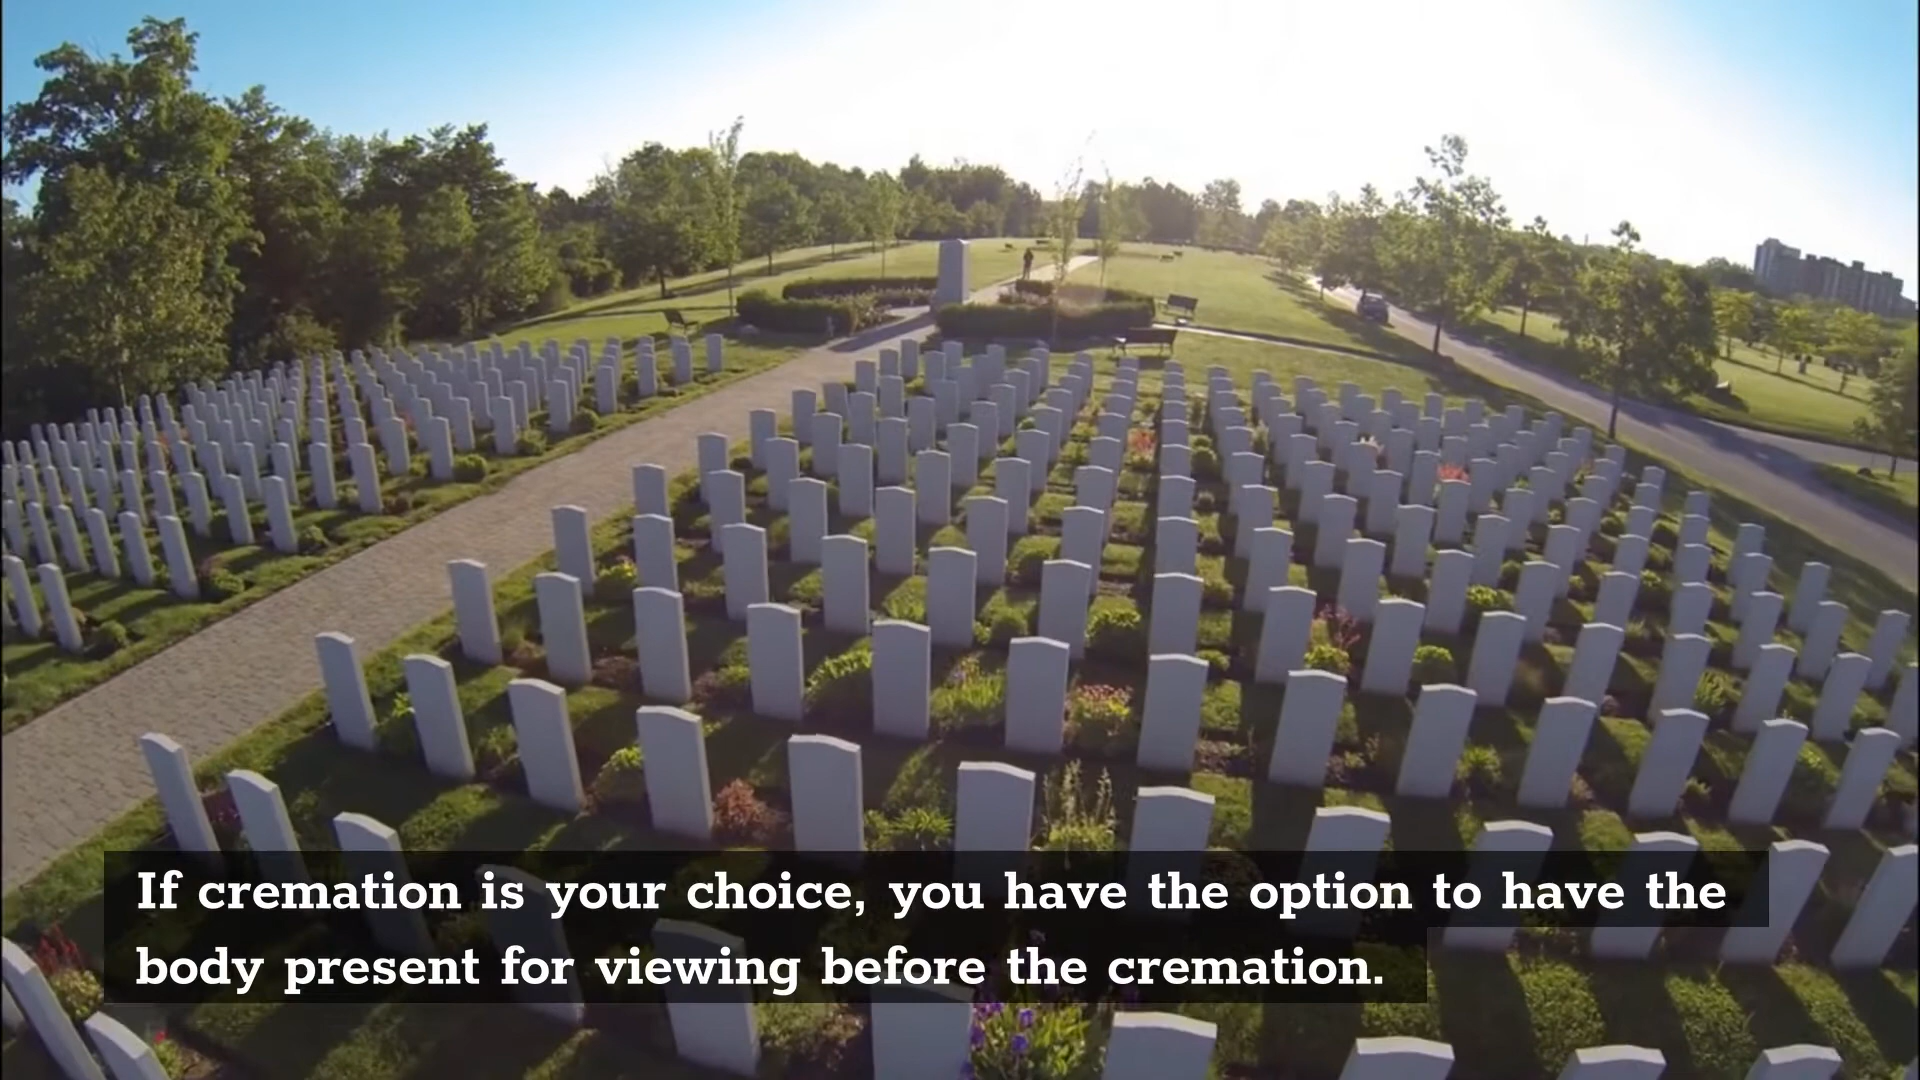 If cremation is your choice, you have the option to have the
body present for viewing before the cremation.